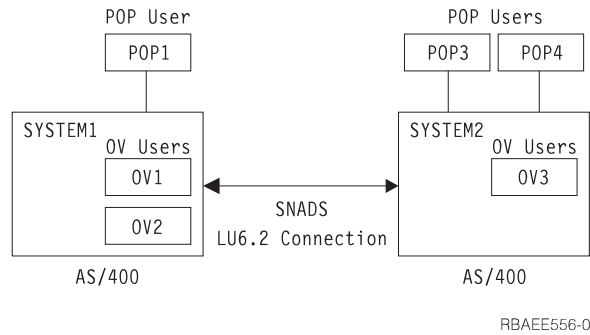 POP User
POP Users
POP1
POP3
POP4
SYSTEM1
SYSTEM2
OV Users
OV Users
OV1
OV3
OV2
SNADS
LU6.2 Connection
AS/400
AS/400
RBAEE556-0